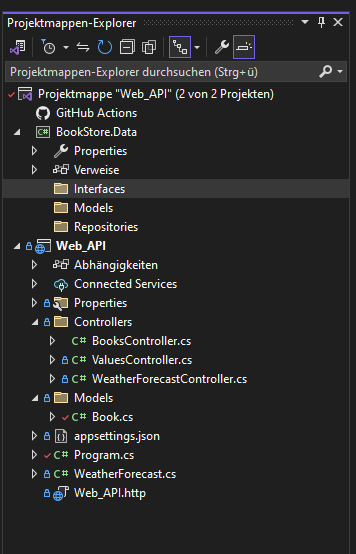 Projektmappen-Explorer
Projektmappen-Explorer durchsuchen (Strg+ü)
Projektmappe "Web_API" (2 von 2 Projekten)
GitHub Actions
BookStore.Data
Properties
Verweise
Interfaces
Models
Repositories
Web_API
Abhängigkeiten
Connected Services
Properties
Controllers
C# BooksController.cs
C# ValuesController.cs
C# WeatherForecastController.cs
Models
C# Book.cs
appsettings.json
C# Program.cs
C# WeatherForecast.cs
Web_API.http